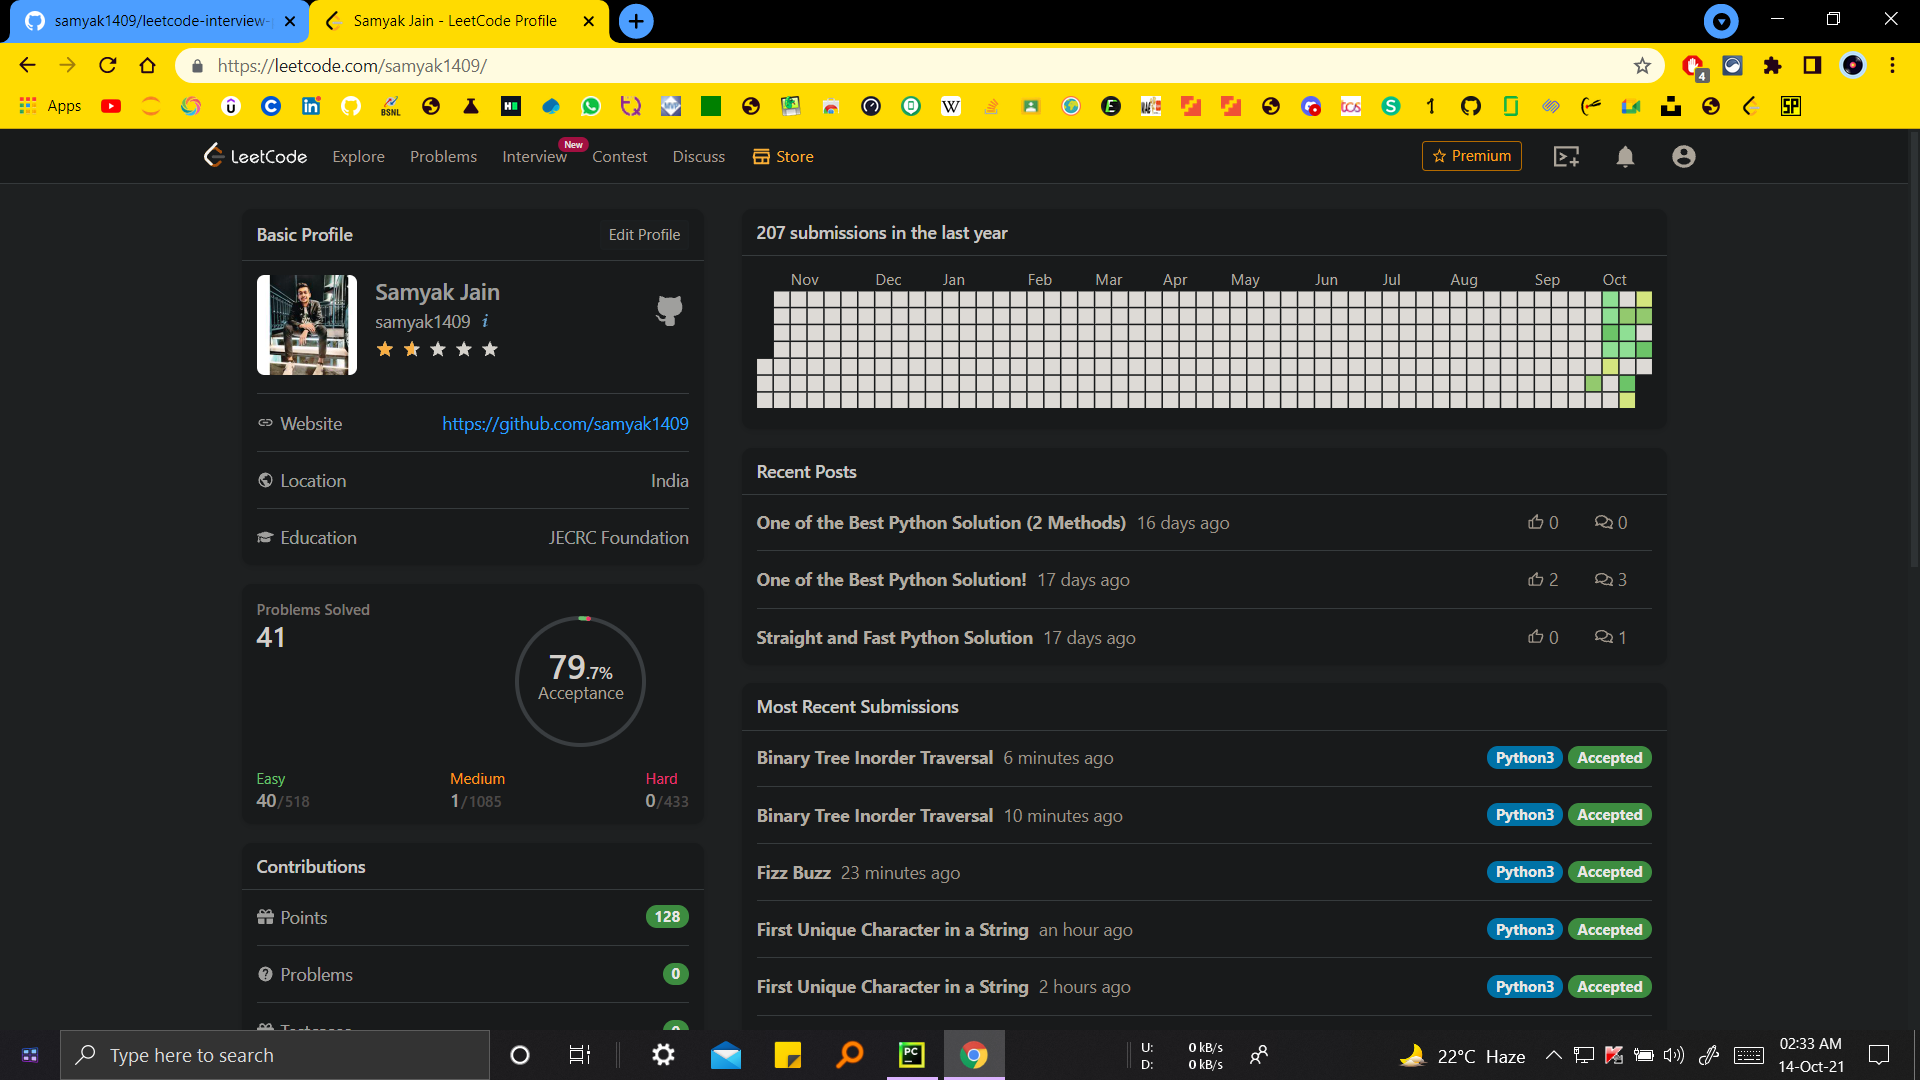 samyak1409/leetcode-interview-
Samyak Jain - LeetCode Profile
https://leetcode.com/samyak1409/
4
Apps
BSNL
LeetCode
Explore
Problems
Interview
New
Contest
Discuss
Store
Premium
Basic Profile
Edit Profile
Samyak Jain
samyak1409
Website
https://github.com/samyak1409
Location
India
Education
JECRC Foundation
Problems Solved
41
79.7%
Acceptance
Easy
Medium
Hard
40/518
1/1085
0/433
Contributions
Points
128
Problems
0
207 submissions in the last year
Nov Dec Jan Feb Mar Apr May Jun Jul Aug Sep Oct
Recent Posts
One of the Best Python Solution (2 Methods) 16 days ago 0 0
One of the Best Python Solution! 17 days ago 2 3
Straight and Fast Python Solution 17 days ago 0 1
Most Recent Submissions
Binary Tree Inorder Traversal 6 minutes ago Python3 Accepted
Binary Tree Inorder Traversal 10 minutes ago Python3 Accepted
Fizz Buzz 23 minutes ago Python3 Accepted
First Unique Character in a String an hour ago Python3 Accepted
First Unique Character in a String 2 hours ago Python3 Accepted
Type here to search
PC
U: 0 kB/s
D: 0 kB/s
22°C Haze
02:33 AM
14-Oct-21